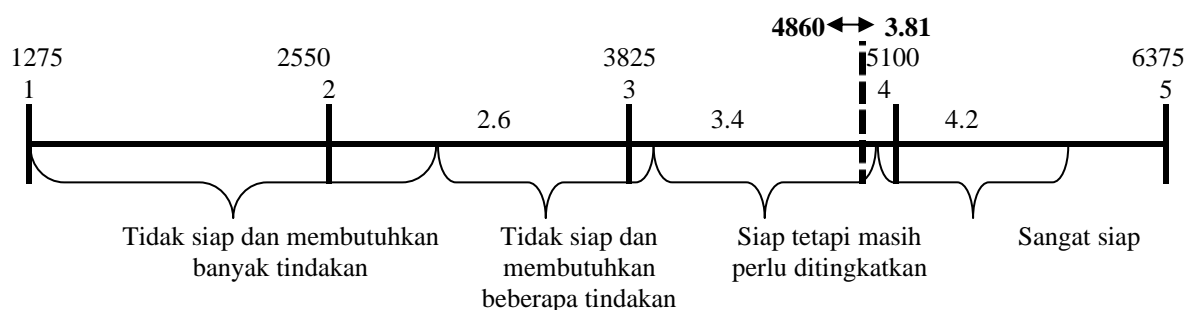 4860 3.81
1275 2550 3825 5100 6375
1 2 3 4 5
2.6 3.4 4.2
Tidak siap dan membutuhkan
banyak tindakan
Tidak siap dan
membutuhkan
beberapa tindakan
Siap tetapi masih
perlu ditingkatkan
Sangat siap